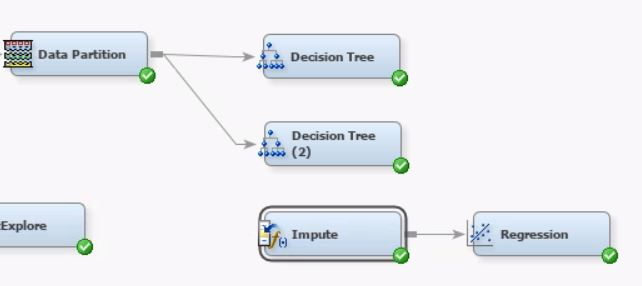 Data Partition
Decision Tree
Decision Tree
(2)
Explore
Impute
Regression